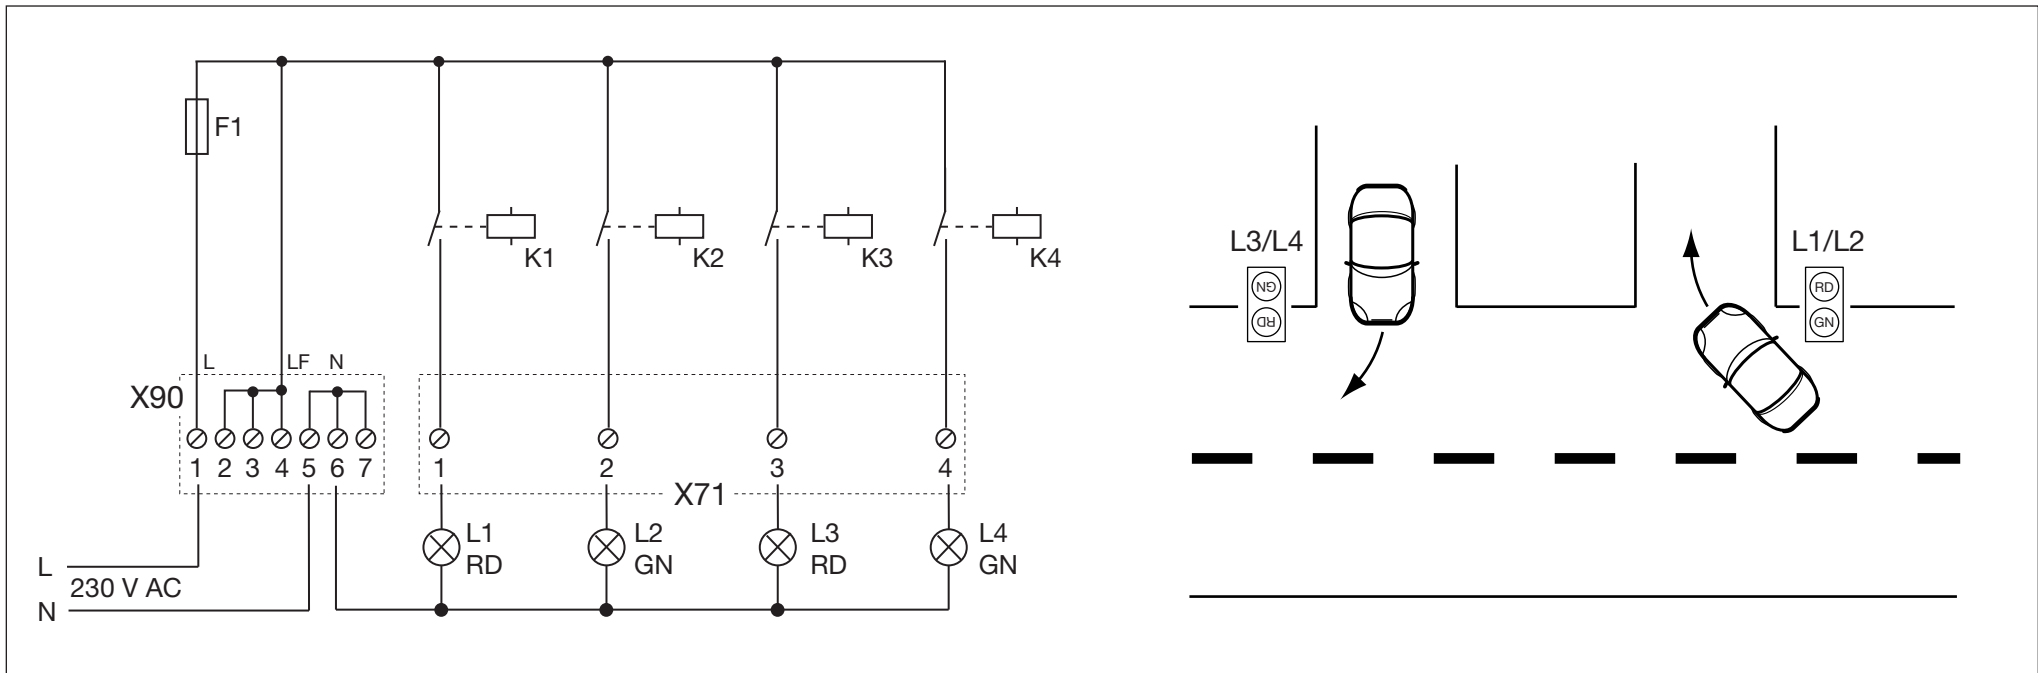 F1
K1 K2 K3 K4
L LF N
X90
1 2 3 4 5 6 7
1 2 3 4
X71
L1 L2 L3 L4
RD GN RD GN
L
230 V AC
N
L3/L4 L1/L2
GN RD
RD GN